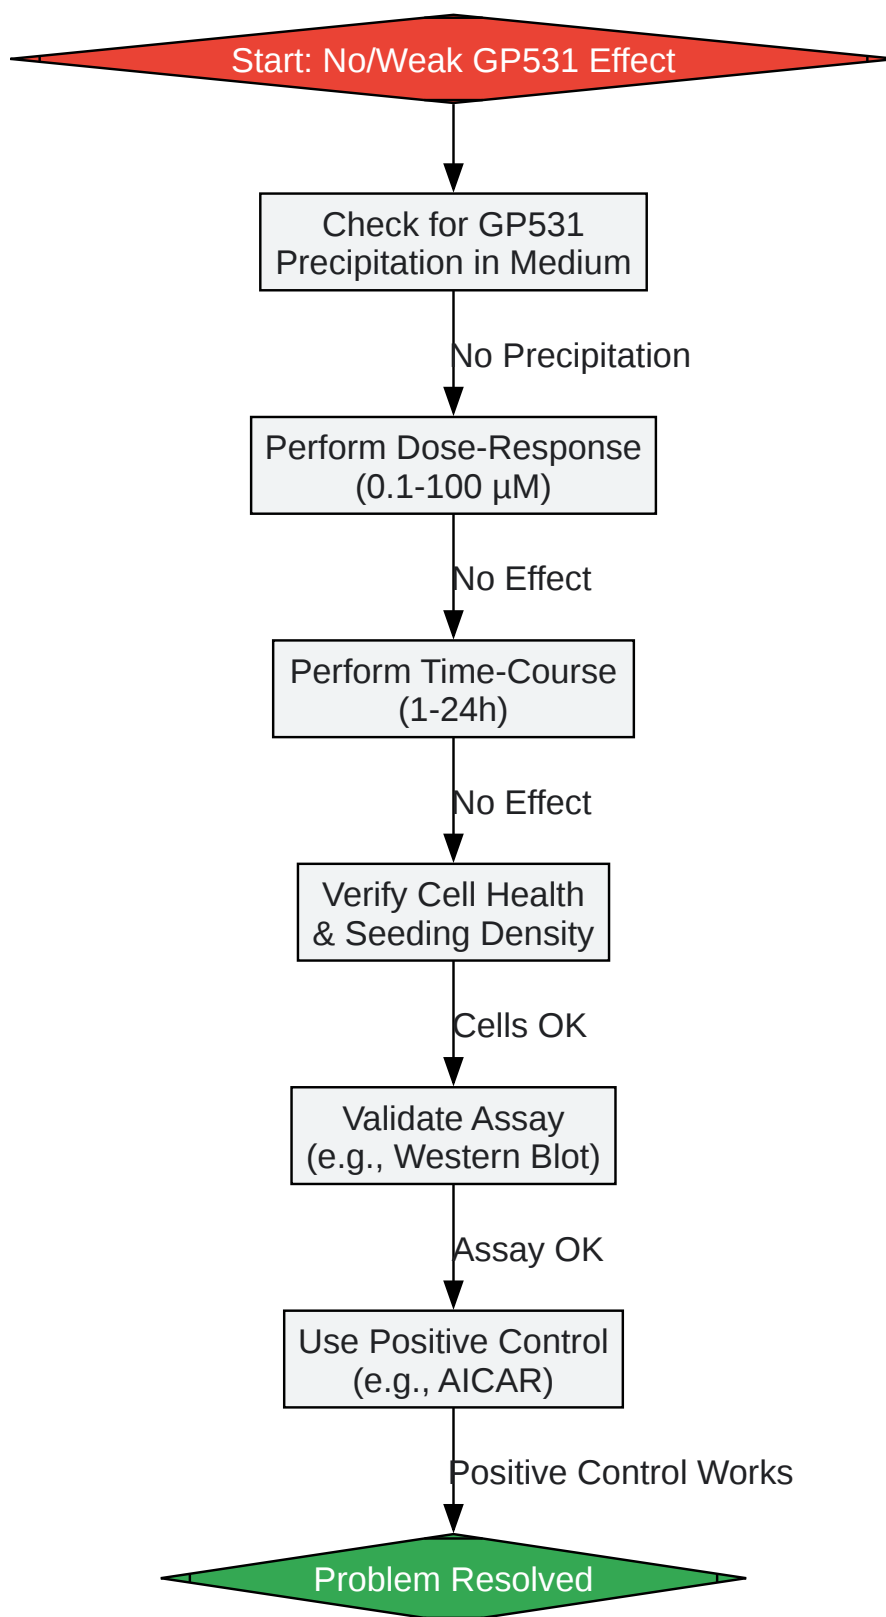 Start: No/Weak GP531 Effect
Check for GP531
Precipitation in Medium
No Precipitation
Perform Dose-Response
(0.1-100 µM)
No Effect
Perform Time-Course
(1-24h)
No Effect
Verify Cell Health
& Seeding Density
Cells OK
Validate Assay
(e.g., Western Blot)
Assay OK
Use Positive Control
(e.g., AICAR)
Positive Control Works
Problem Resolved